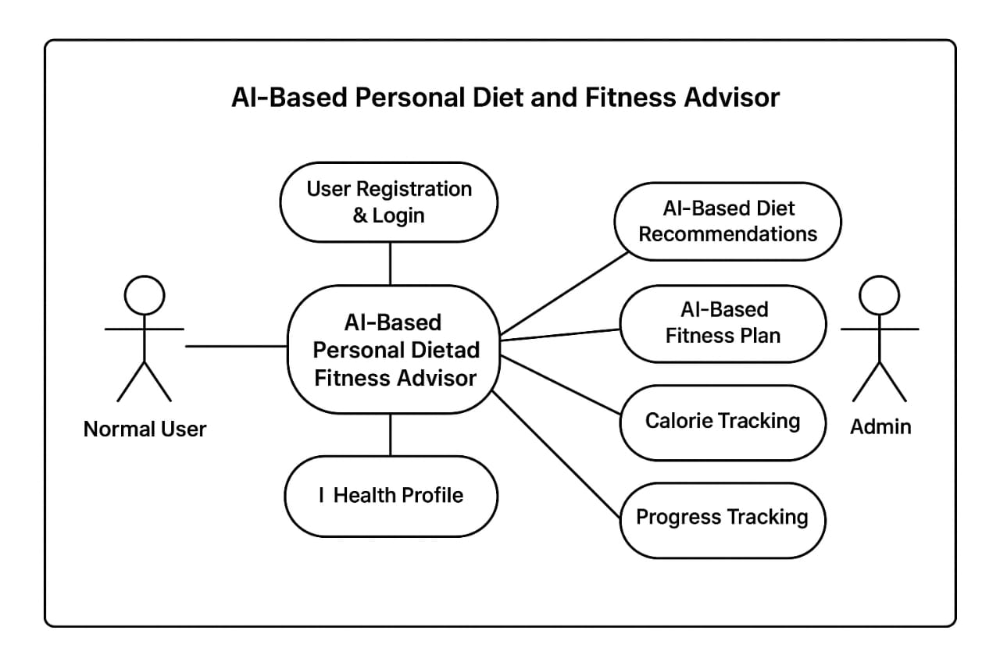 AI-Based Personal Diet and Fitness Advisor
User Registration
& Login
AI-Based Diet
Recommendations
AI-Based
Personal Dietad
Fitness Advisor
AI-Based
Fitness Plan
Normal User
Calorie Tracking
Admin
I Health Profile
Progress Tracking